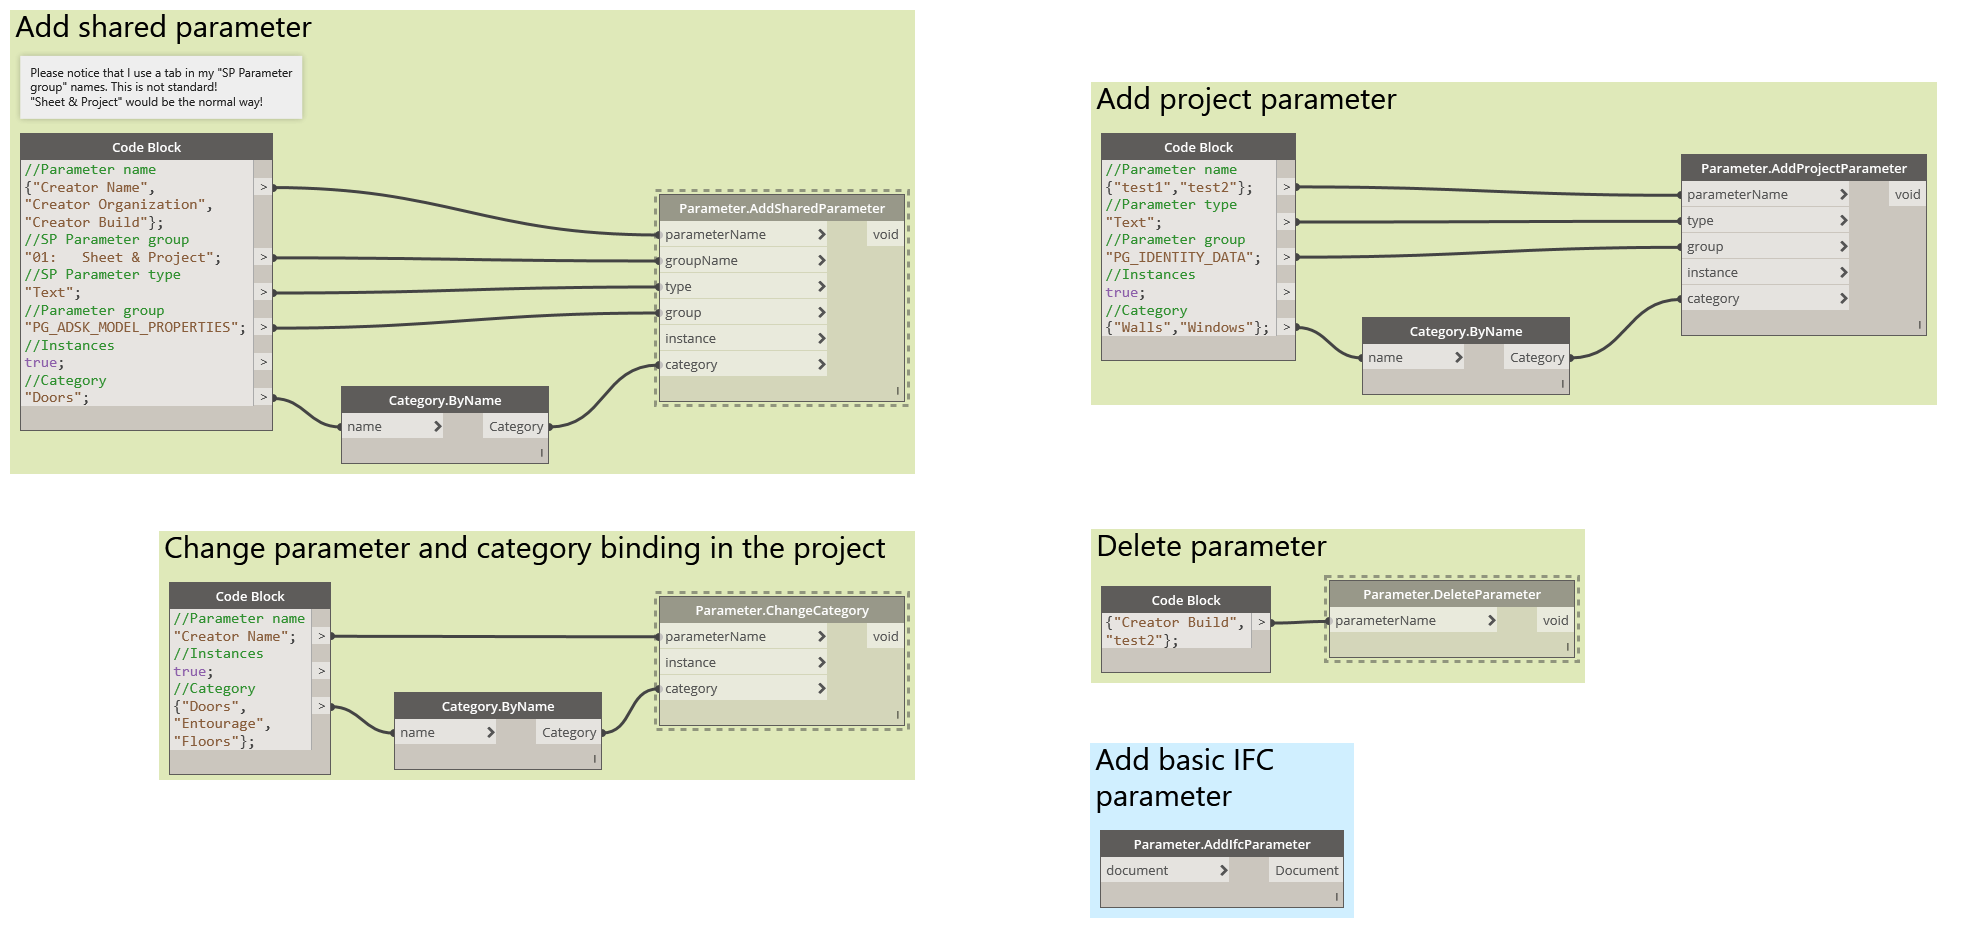 Add shared parameter
Please notice that I use a tab in my "SP Parameter
group" names. This is not standard!
"Sheet & Project" would be the normal way!
Code Block
//Parameter name
{"Creator Name", >
"Creator Organization",
"Creator Build"};
//SP Parameter group
"01:   Sheet & Project"; >
//SP Parameter type
"Text"; >
//Parameter group
"PG_ADSK_MODEL_PROPERTIES"; >
//Instances
true; >
//Category
"Doors"; >
Category.ByName
name Category
Parameter.AddSharedParameter
parameterName void
groupName
type
group
instance
category
Add project parameter
Code Block
//Parameter name
{"test1","test2"}; >
//Parameter type
"Text"; >
//Parameter group
"PG_IDENTITY_DATA"; >
//Instances
true; >
//Category
{"Walls","Windows"}; >
Category.ByName
name Category
Parameter.AddProjectParameter
parameterName void
type
group
instance
category
Change parameter and category binding in the project
Code Block
//Parameter name
"Creator Name"; >
//Instances
true; >
//Category
{"Doors", >
"Entourage",
"Floors"};
Category.ByName
name Category
Parameter.ChangeCategory
parameterName void
instance
category
Delete parameter
Code Block
{"Creator Build", >
"test2"};
Parameter.DeleteParameter
parameterName void
Add basic IFC
parameter
Parameter.AddIfcParameter
document Document